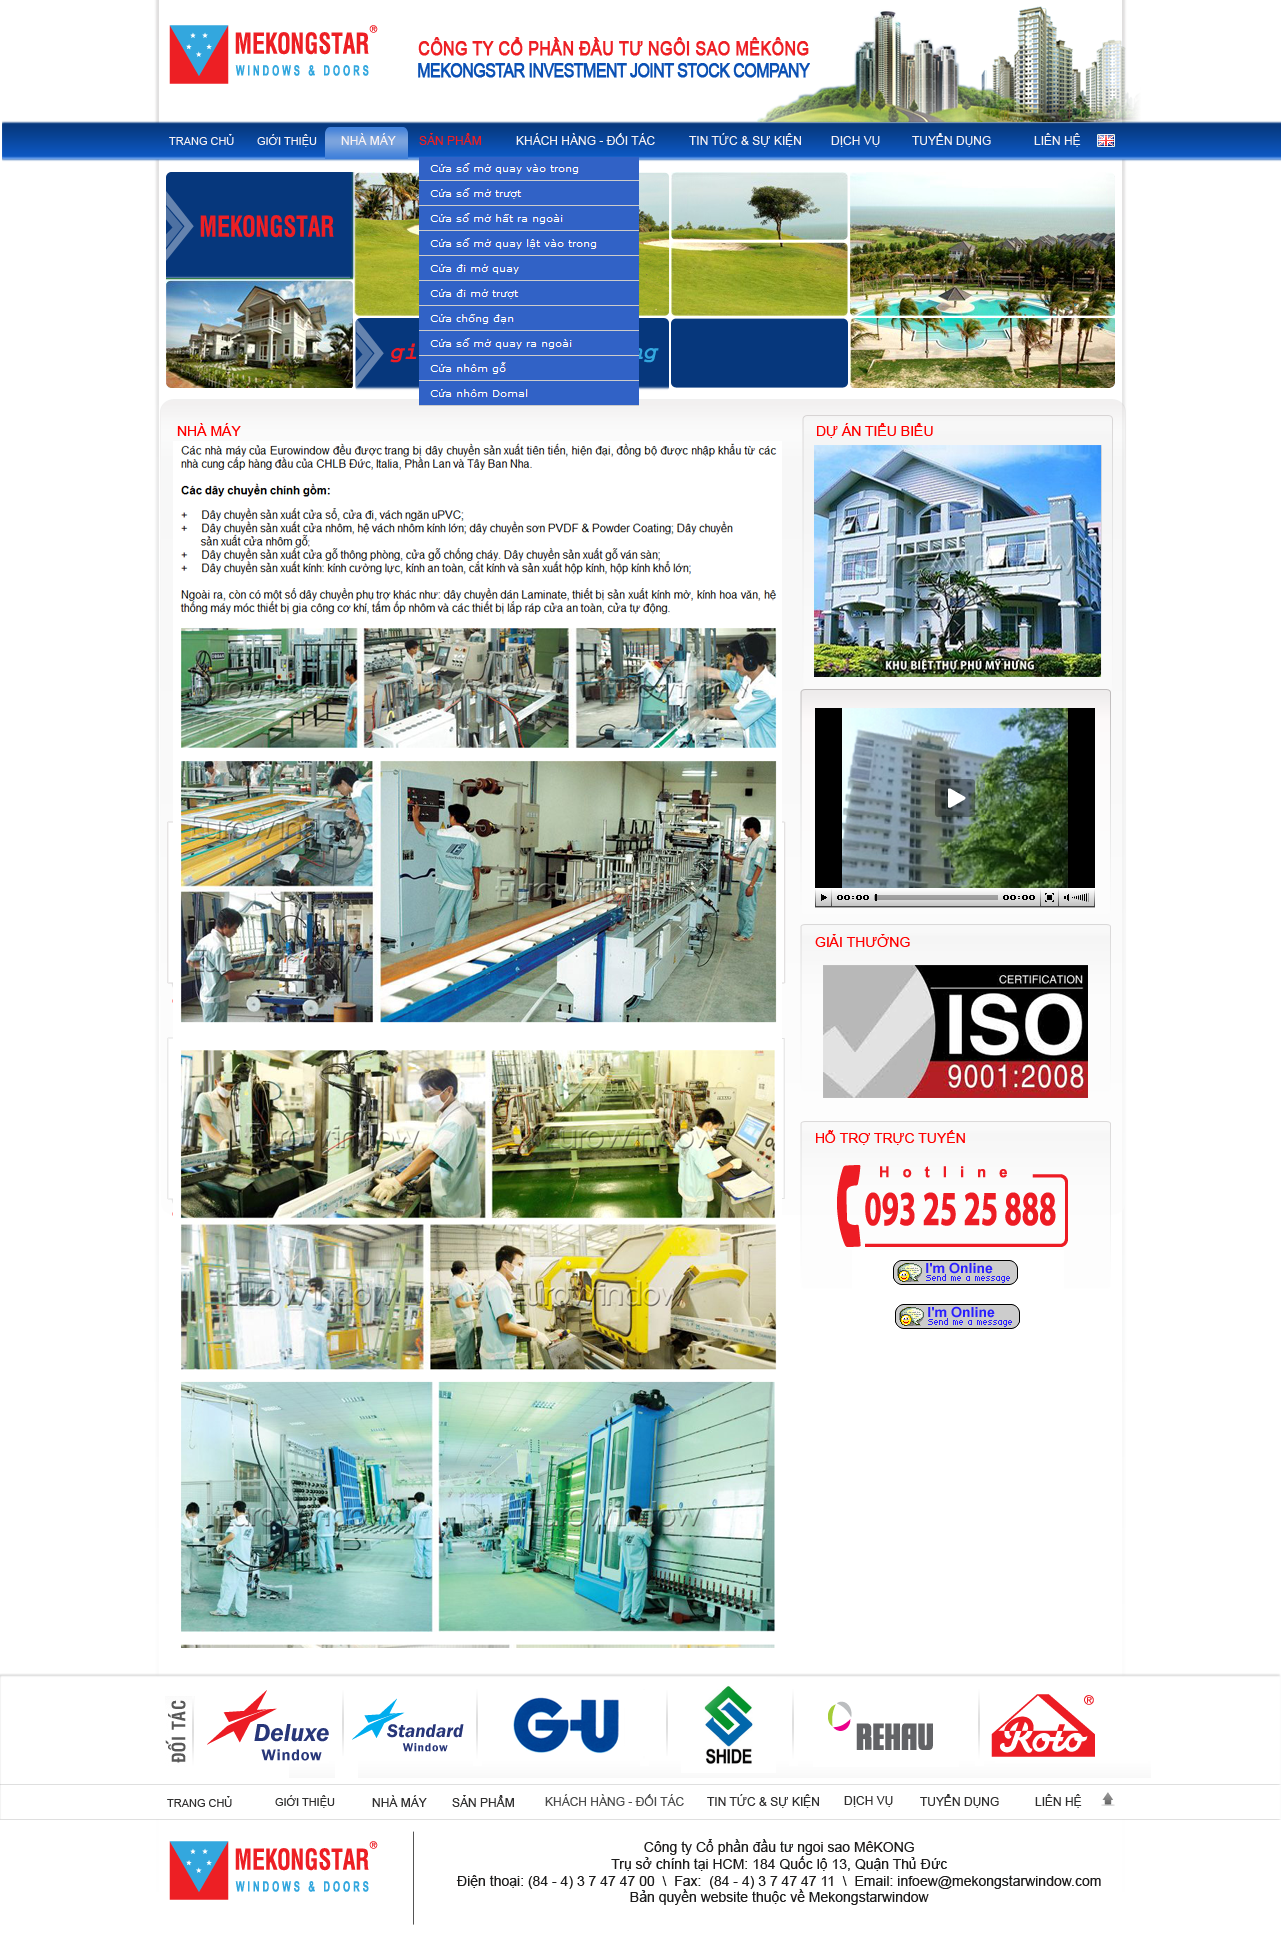 MEKONGSTAR®
WINDOWS & DOORS
CÔNG TY CỔ PHẦN ĐẦU TƯ NGÔI SAO MÊKÔNG
MEKONGSTAR INVESTMENT JOINT STOCK COMPANY
TRANG CHỦ GIỚI THIỆU NHÀ MÁY SẢN PHẨM KHÁCH HÀNG - ĐỐI TÁC TIN TỨC & SỰ KIỆN DỊCH VỤ TUYỂN DỤNG LIÊN HỆ
Cửa sổ mở quay vào trong
Cửa sổ mở trượt
Cửa sổ mở hất ra ngoài
Cửa sổ mở quay lật vào trong
Cửa đi mở quay
Cửa đi mở trượt
Cửa chống đạn
Cửa sổ mở quay ra ngoài
Cửa nhôm gỗ
Cửa nhôm Domal
MEKONGSTAR
NHÀ MÁY
Các nhà máy của Eurowindow đều được trang bị dây chuyền sản xuất tiên tiến, hiện đại, đồng bộ được nhập khẩu từ các
nhà cung cấp hàng đầu của CHLB Đức, Italia, Phần Lan và Tây Ban Nha.
Các dây chuyền chính gồm:
+ Dây chuyền sản xuất cửa sổ, cửa đi, vách ngăn uPVC;
+ Dây chuyền sản xuất cửa nhôm, hệ vách nhôm kính lớn; dây chuyền sơn PVDF & Powder Coating; Dây chuyền
sản xuất cửa nhôm gỗ;
+ Dây chuyền sản xuất cửa gỗ thông phòng, cửa gỗ chống cháy. Dây chuyền sản xuất gỗ ván sàn;
+ Dây chuyền sản xuất kính: kính cường lực, kính an toàn, cắt kính và sản xuất hộp kính, hộp kính khổ lớn;
Ngoài ra, còn có một số dây chuyền phụ trợ khác như: dây chuyền dán Laminate, thiết bị sản xuất kính mờ, kính hoa văn, hệ
thống máy móc thiết bị gia công cơ khí, tấm ốp nhôm và các thiết bị lắp ráp cửa an toàn, cửa tự động.
Eurowindow
Eurowindow
Eurowindow
Eurowindow
Eurowindow
Eurowindow
Eurowindow
Eurowindow
Eurowindow
Eurowindow
Eurowindow
Eurowindow
DỰ ÁN TIÊU BIỂU
Eurowindow
KHU BIỆT THỰ PHÚ MỸ HƯNG
00:00 00:00
GIẢI THƯỞNG
CERTIFICATION
ISO
9001:2008
HỖ TRỢ TRỰC TUYẾN
Hotline
093 25 25 888
I'm Online
Send me a message
I'm Online
Send me a message
ĐỐI TÁC
Deluxe
Window
Standard
Window
G-U
SHIDE
REHAU
Roto®
TRANG CHỦ GIỚI THIỆU NHÀ MÁY SẢN PHẨM KHÁCH HÀNG - ĐỐI TÁC TIN TỨC & SỰ KIỆN DỊCH VỤ TUYỂN DỤNG LIÊN HỆ
MEKONGSTAR®
WINDOWS & DOORS
Công ty Cổ phần đầu tư ngoi sao MêKONG
Trụ sở chính tại HCM: 184 Quốc lộ 13, Quận Thủ Đức
Điện thoại: (84 - 4) 3 7 47 47 00 \ Fax: (84 - 4) 3 7 47 47 11 \ Email: infoew@mekongstarwindow.com
Bản quyền website thuộc về Mekongstarwindow